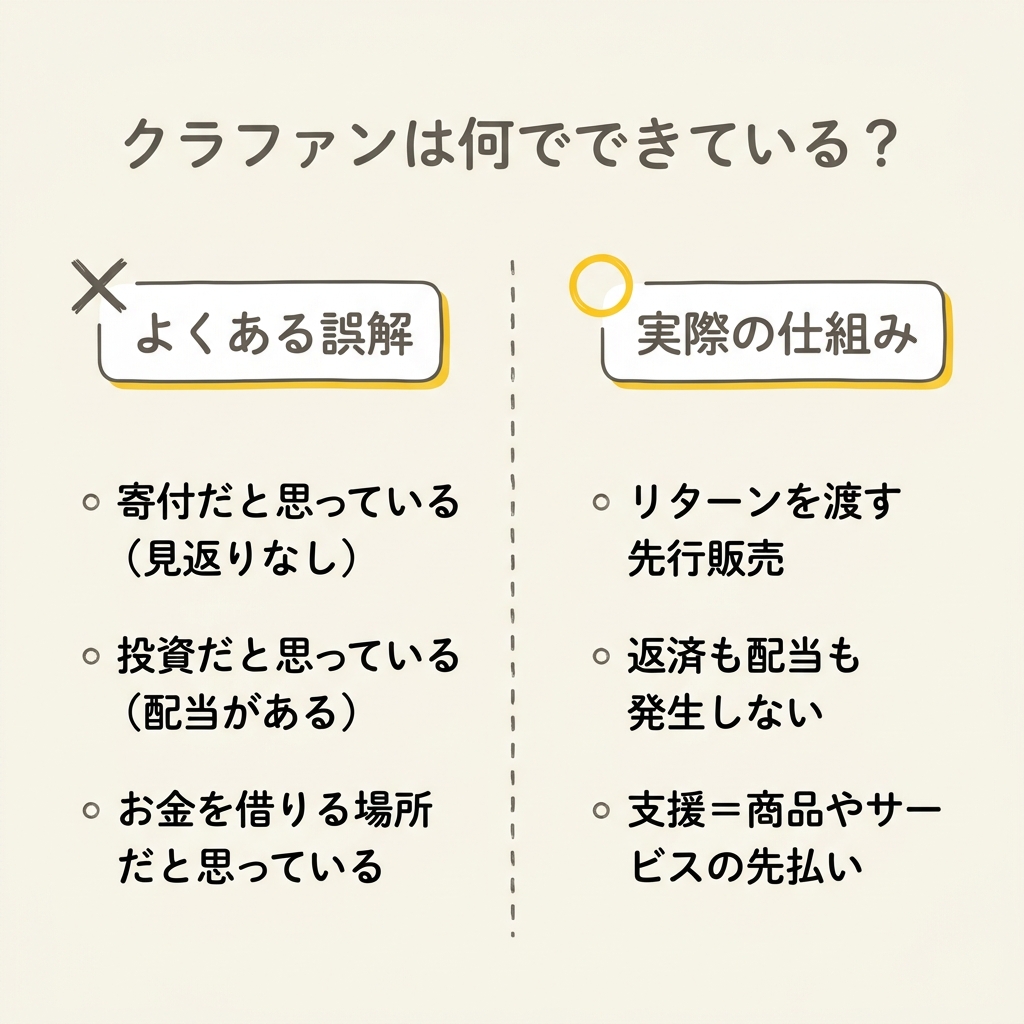 クラファンは何でできている？
よくある誤解
寄付だと思っている
（見返りなし）
投資だと思っている
（配当がある）
お金を借りる場所
だと思っている
実際の仕組み
リターンを渡す
先行販売
返済も配当も
発生しない
支援＝商品やサー
ビスの先払い